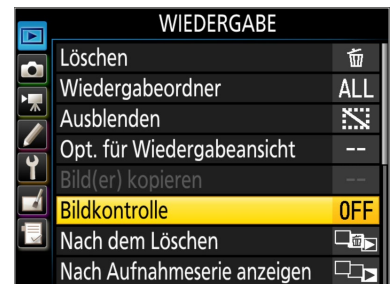 WIEDERGABE
Löschen
Wiedergabeordner ALL
Ausblenden
Opt. für Wiedergabeansicht --
Bild(er) kopieren --
Bildkontrolle OFF
Nach dem Löschen
Nach Aufnahmeserie anzeigen